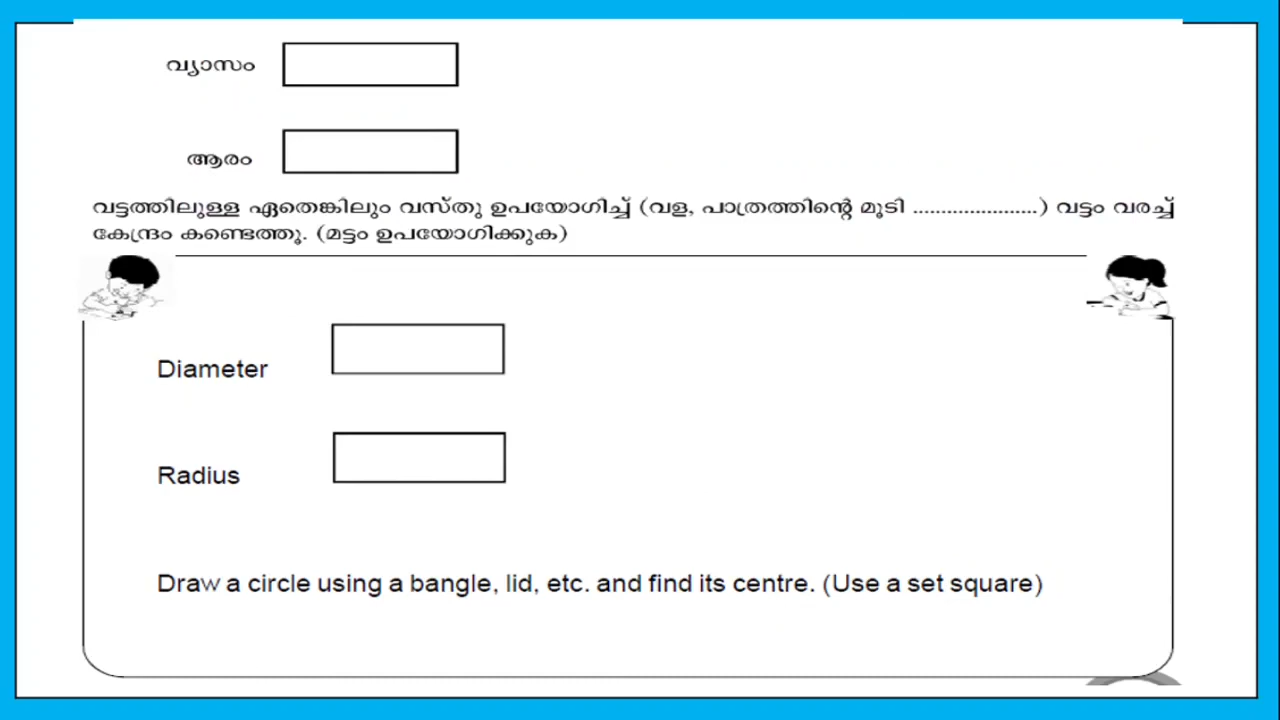 വ്യാസം
ആരം
വട്ടത്തിലുള്ള ഏതെങ്കിലും വസ്തു ഉപയോഗിച്ച് (വള, പാത്രത്തിന്റെ മൂടി .....................) വട്ടം വരച്ച്
കേന്ദ്രം കണ്ടെത്തൂ. (മട്ടം ഉപയോഗിക്കുക)
Diameter
Radius
Draw a circle using a bangle, lid, etc. and find its centre. (Use a set square)